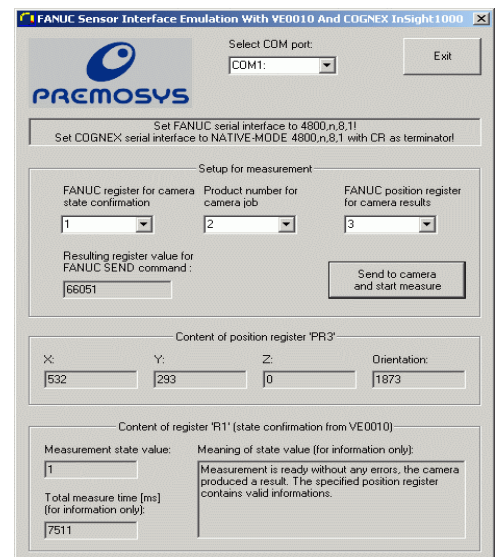 FANUC Sensor Interface Emulation With VE0010 And COGNEX InSight1000
Select COM port:
COM1:
Exit
PREMOSYS
Set FANUC serial interface to 4800,n,8,1!
Set COGNEX serial interface to NATIVE-MODE 4800,n,8,1 with CR as terminator!
Setup for measurement
FANUC register for camera
state confirmation
1
Product number for
camera job
2
FANUC position register
for camera results
3
Resulting register value for
FANUC SEND command :
66051
Send to camera
and start measure
Content of position register 'PR3'
X:
532
Y:
293
Z:
0
Orientation:
1873
Content of register 'R1' (state confirmation from VE0010)
Measurement state value:
1
Total measure time [ms]
(for information only):
7511
Meaning of state value (for information only):
Measurement is ready without any errors, the camera
produced a result. The specified position register
contains valid informations.